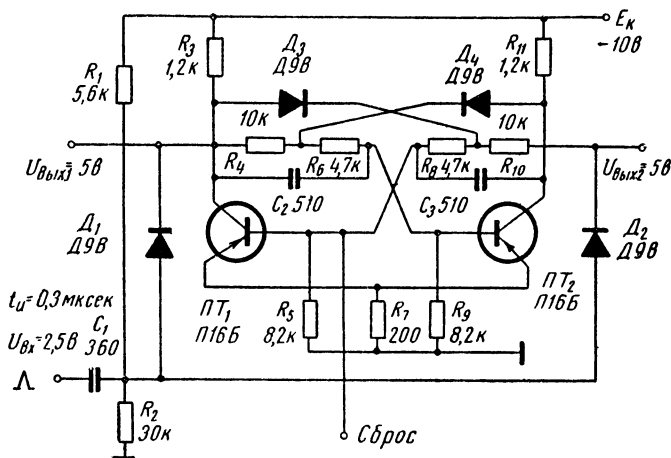 Eк
-10В
R3
1,2к
Д3
Д9В
Д4
Д9В
R11
1,2к
R1
5,6к
10к
10к
Uвых1= 5В
R4
R6 4,7к
R8 4,7к
R10
Uвых2= 5В
C2 510
C3 510
Д1
Д9В
Д2
Д9В
tи=0,3мксек
Uвх=2,5В
C1
360
ПТ1
П16Б
R5
8,2к
R7
200
R9
8,2к
ПТ2
П16Б
R2
30к
Сброс